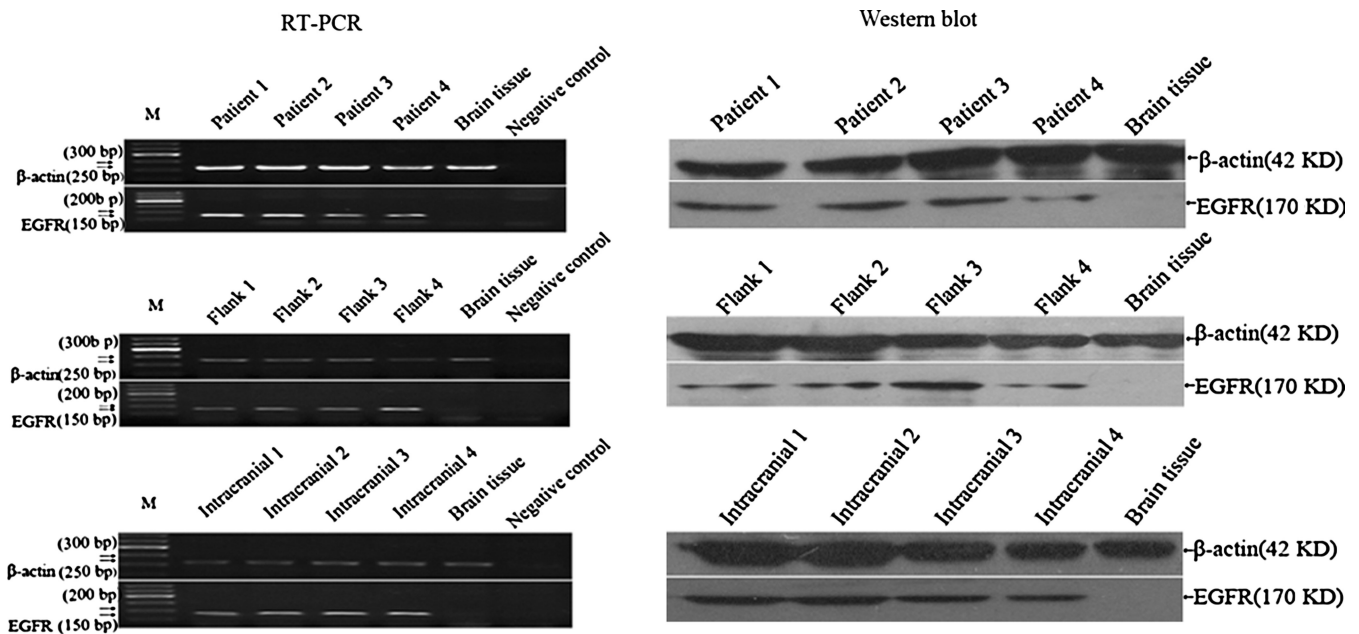 RT-PCR
Western blot
M
Patient 1
Patient 2
Patient 3
Patient 4
Brain tissue
Negative control
(300 bp)
β-actin(250 bp)
(200b p)
EGFR(150 bp)
Patient 1
Patient 2
Patient 3
Patient 4
Brain tissue
β-actin(42 KD)
EGFR(170 KD)
M
Flank 1
Flank 2
Flank 3
Flank 4
Brain tissue
Negative control
(300b p)
β-actin(250 bp)
(200 bp)
EGFR(150 bp)
Flank 1
Flank 2
Flank 3
Flank 4
Brain tissue
β-actin(42 KD)
EGFR(170 KD)
M
Intracranial 1
Intracranial 2
Intracranial 3
Intracranial 4
Brain tissue
Negative control
(300 bp)
β-actin (250 bp)
(200 bp)
EGFR (150 bp)
Intracranial 1
Intracranial 2
Intracranial 3
Intracranial 4
Brain tissue
β-actin(42 KD)
EGFR(170 KD)